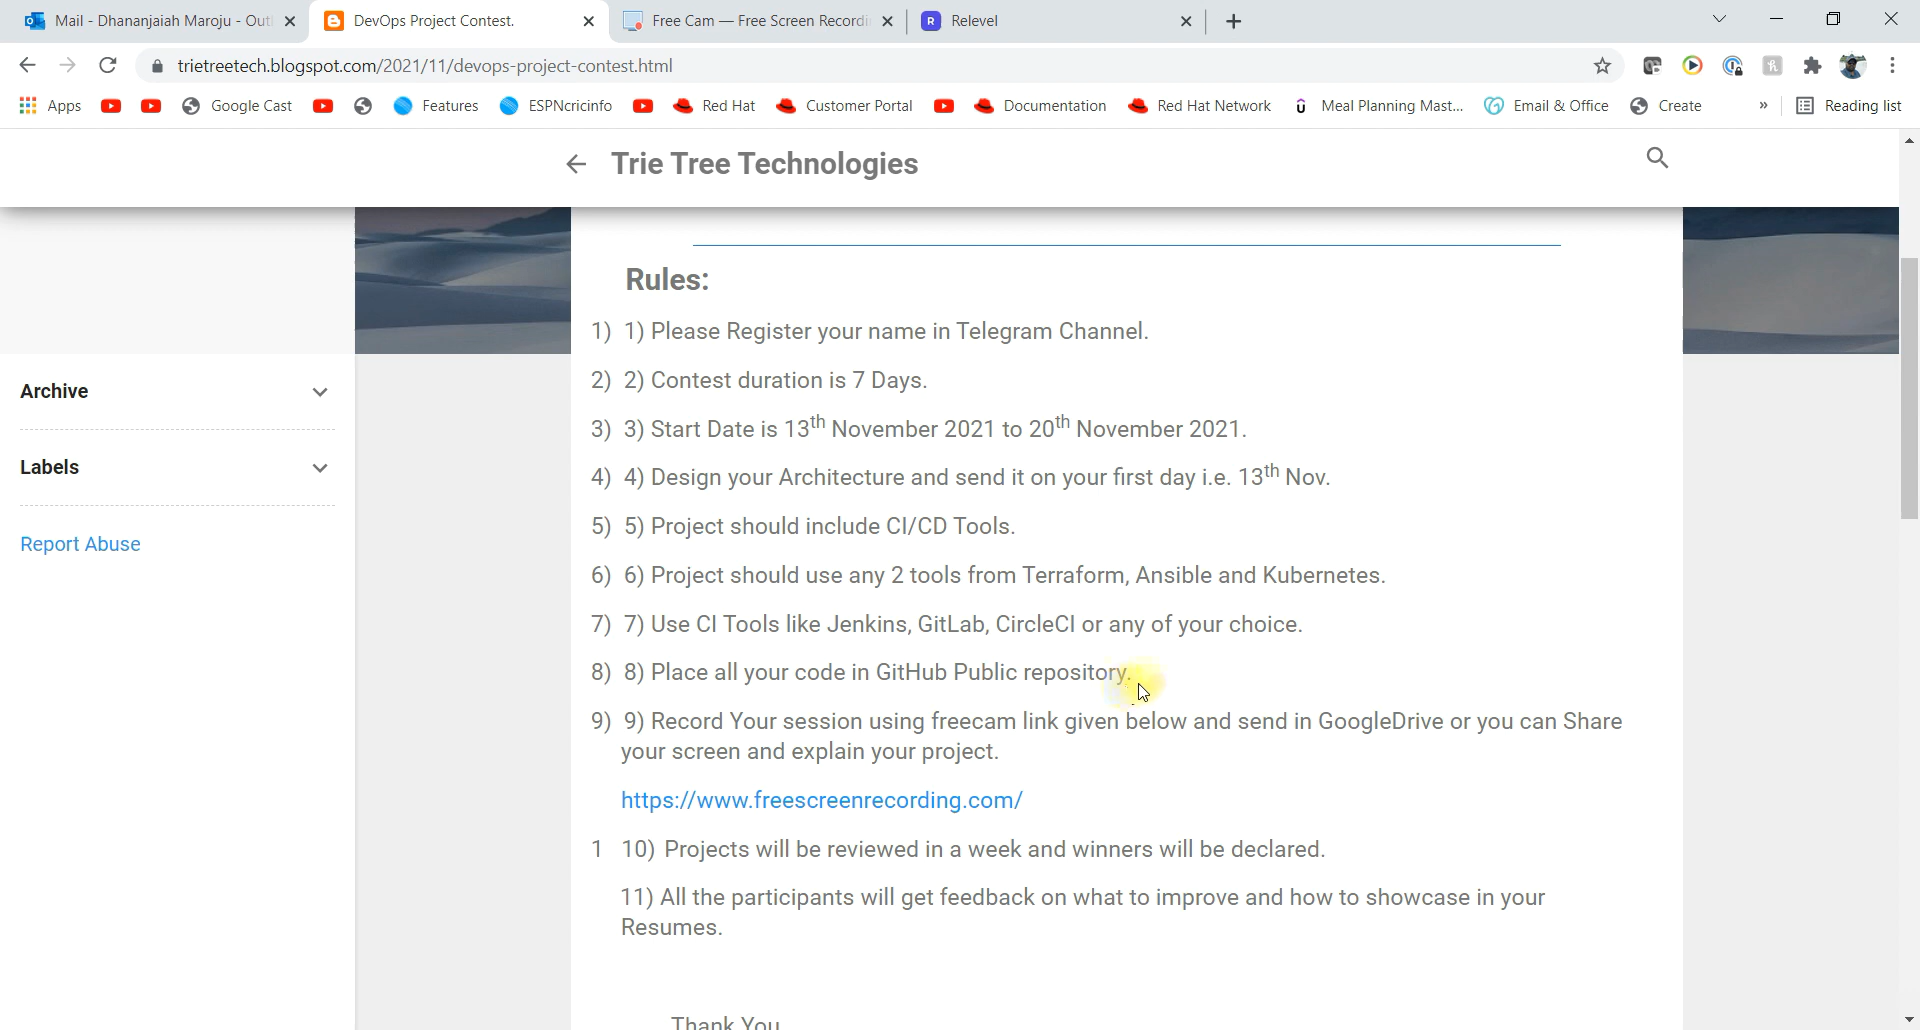 Mail - Dhananjaiah Maroju - Out
DevOps Project Contest.
Free Cam — Free Screen Recordi
R Relevel
trietreetech.blogspot.com/2021/11/devops-project-contest.html
Apps
Google Cast
Features
ESPNcricinfo
Red Hat
Customer Portal
Documentation
Red Hat Network
Meal Planning Mast...
Email & Office
Create
»
Reading list
Trie Tree Technologies
Archive
Labels
Report Abuse
Rules:
1) 1) Please Register your name in Telegram Channel.
2) 2) Contest duration is 7 Days.
3) 3) Start Date is 13th November 2021 to 20th November 2021.
4) 4) Design your Architecture and send it on your first day i.e. 13th Nov.
5) 5) Project should include CI/CD Tools.
6) 6) Project should use any 2 tools from Terraform, Ansible and Kubernetes.
7) 7) Use CI Tools like Jenkins, GitLab, CircleCI or any of your choice.
8) 8) Place all your code in GitHub Public repository.
9) 9) Record Your session using freecam link given below and send in GoogleDrive or you can Share
your screen and explain your project.
https://www.freescreenrecording.com/
1 10) Projects will be reviewed in a week and winners will be declared.
11) All the participants will get feedback on what to improve and how to showcase in your
Resumes.
Thank You